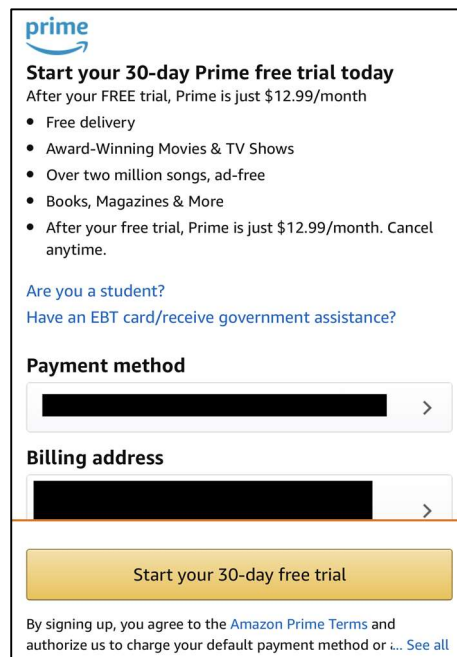 prime
Start your 30-day Prime free trial today
After your FREE trial, Prime is just $12.99/month
• Free delivery
• Award-Winning Movies & TV Shows
• Over two million songs, ad-free
• Books, Magazines & More
• After your free trial, Prime is just $12.99/month. Cancel
anytime.
Are you a student?
Have an EBT card/receive government assistance?
Payment method
Billing address
Start your 30-day free trial
By signing up, you agree to the Amazon Prime Terms and
authorize us to charge your default payment method or ... See all